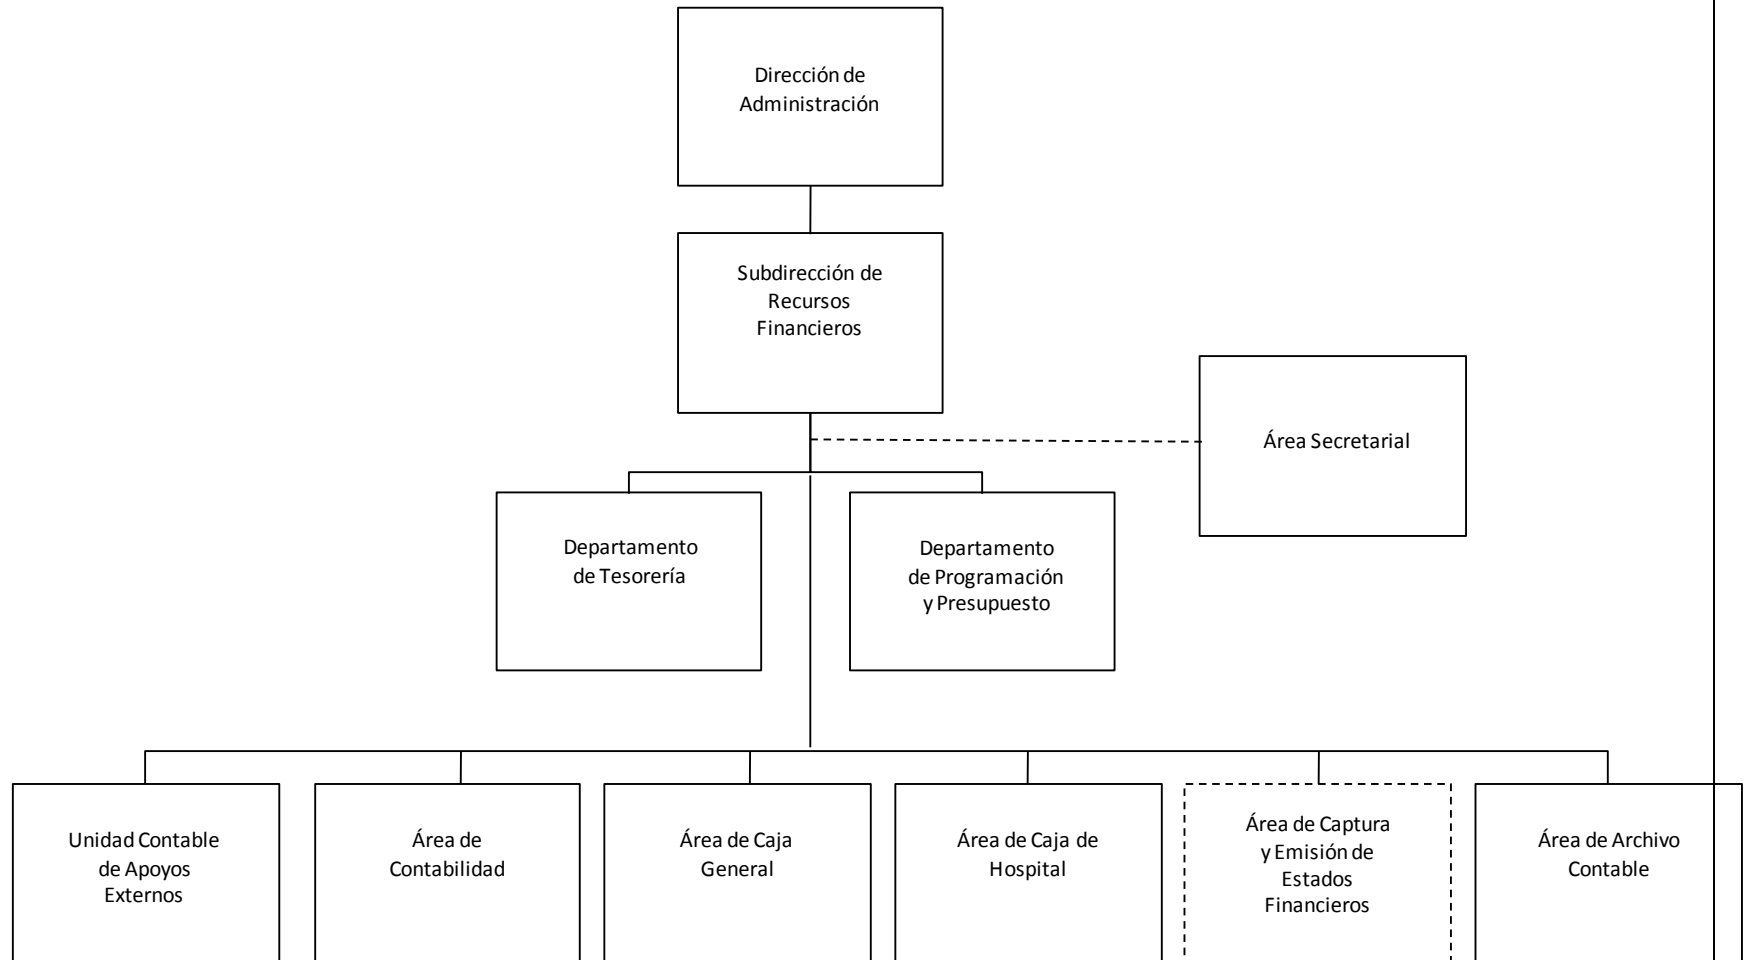 Dirección de
Administración
Subdirección de
Recursos
Financieros
Área Secretarial
Departamento
de Tesorería
Departamento
de Programación
y Presupuesto
Unidad Contable
de Apoyos
Externos
Área de
Contabilidad
Área de Caja
General
Área de Caja de
Hospital
Área de Captura
y Emisión de
Estados
Financieros
Área de Archivo
Contable